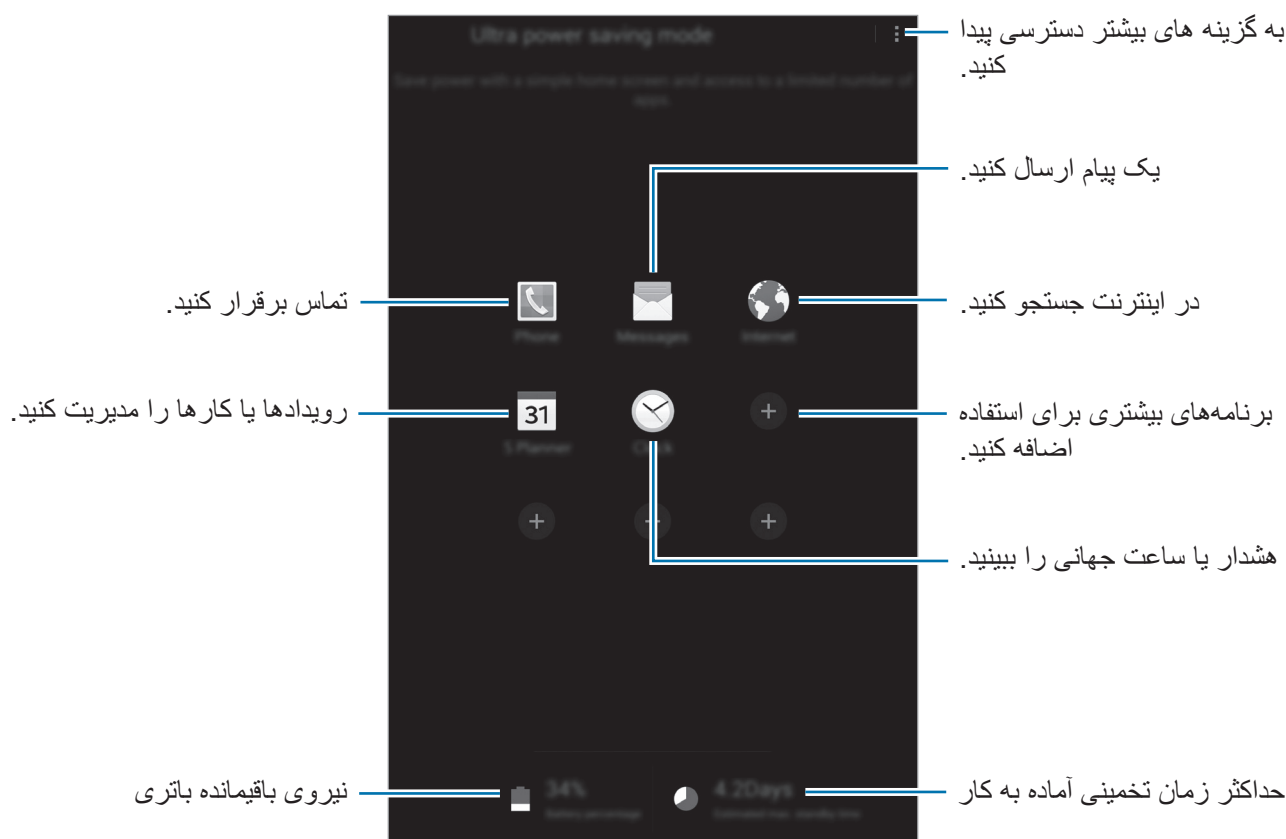 Ultra power saving mode
به گزینه های بیشتر دسترسی پیدا
کنید.
Save power with a simple home screen and access to a limited number of
apps
یک پیام ارسال کنید.
در اینترنت جستجو کنید.
تماس برقرار کنید.
Phone
Messages
Internet
برنامه‌های بیشتری برای استفاده
اضافه کنید.
رویدادها یا کارها را مدیریت کنید.
31
S Planner
Clock
هشدار یا ساعت جهانی را ببینید.
حداکثر زمان تخمینی آماده به کار
نیروی باقیمانده باتری
34%
Battery percentage
4.2Days
Estimated max. standby time